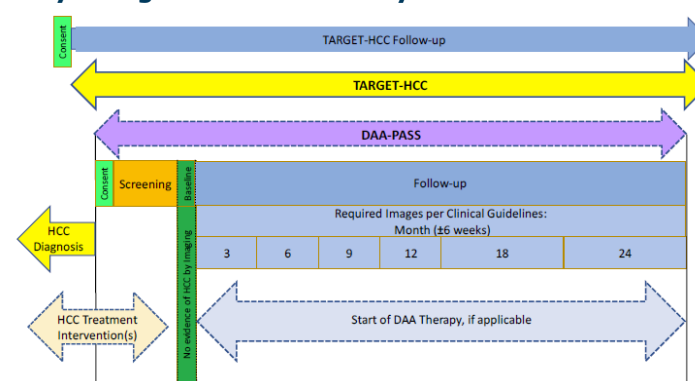 Consent
TARGET-HCC Follow-up
TARGET-HCC
DAA-PASS
Consent
Screening
Baseline
Follow-up
HCC
Diagnosis
Required Images per Clinical Guidelines:
Month (±6 weeks)
3 6 9 12 18 24
No evidence of HCC by Imaging
HCC Treatment
Intervention(s)
Start of DAA Therapy, if applicable